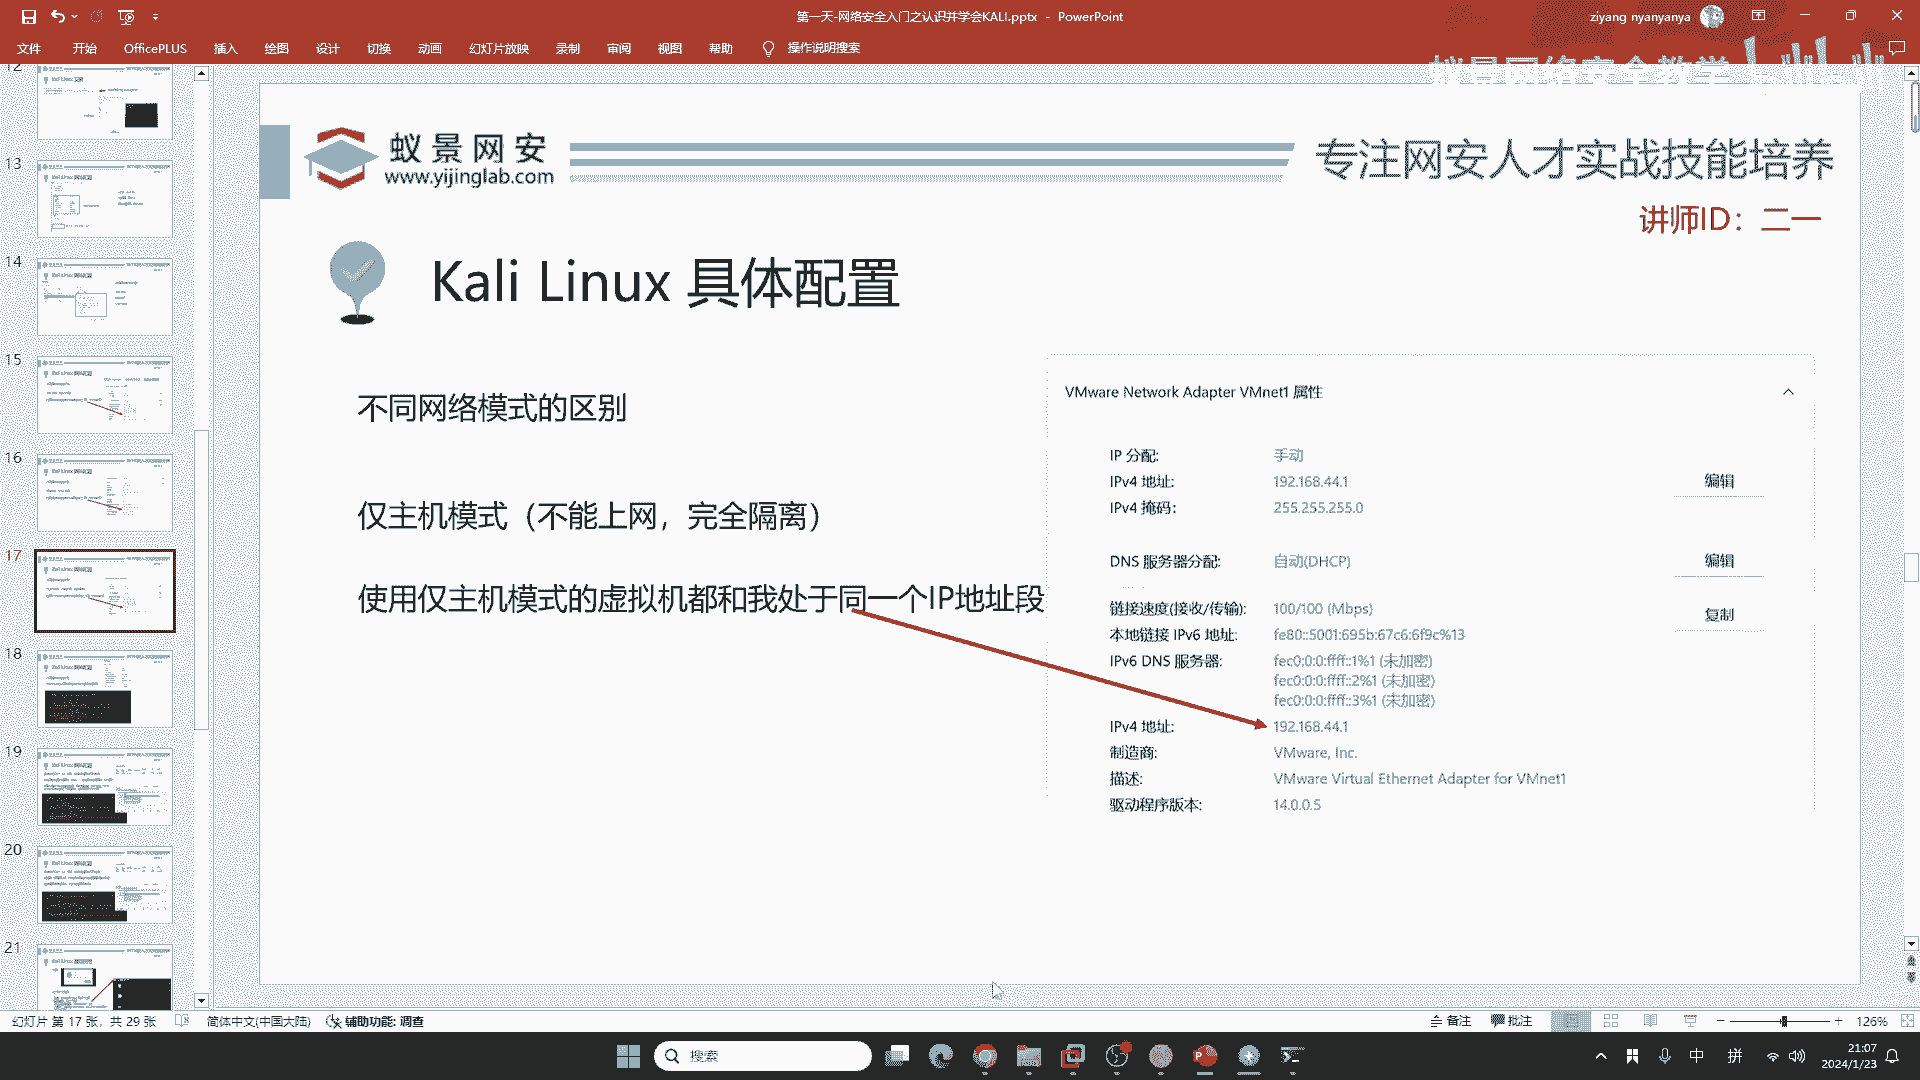 第一天-网络安全入门之认识并学会KALI.pptx - PowerPoint
ziyang nyanyanya
文件 开始 OfficePLUS 插入 绘图 设计 切换 动画 幻灯片放映 录制 审阅 视图 帮助 操作说明搜索
蚁景网络安全教学
12
13
14
15
16
17
18
19
20
21
蚁景网安
www.yijinglab.com
专注网安人才实战技能培养
讲师ID：二一
Kali Linux 具体配置
不同网络模式的区别
仅主机模式（不能上网，完全隔离）
使用仅主机模式的虚拟机都和我处于同一个IP地址段
VMware Network Adapter VMnet1 属性
IP 分配: 手动
IPv4 地址: 192.168.44.1 编辑
IPv4 掩码: 255.255.255.0
DNS 服务器分配: 自动(DHCP) 编辑
链接速度(接收/传输): 100/100 (Mbps) 复制
本地链接 IPv6 地址: fe80::5001:695b:67c6:6f9c%13
IPv6 DNS 服务器: fec0:0:0:ffff::1%1 (未加密)
fec0:0:0:ffff::2%1 (未加密)
fec0:0:0:ffff::3%1 (未加密)
IPv4 地址: 192.168.44.1
制造商: VMware, Inc.
描述: VMware Virtual Ethernet Adapter for VMnet1
驱动程序版本: 14.0.0.5
幻灯片 第 17 张，共 29 张 简体中文(中国大陆) 辅助功能: 调查 备注 批注 126%
搜索
中 拼 21:07
2024/1/23